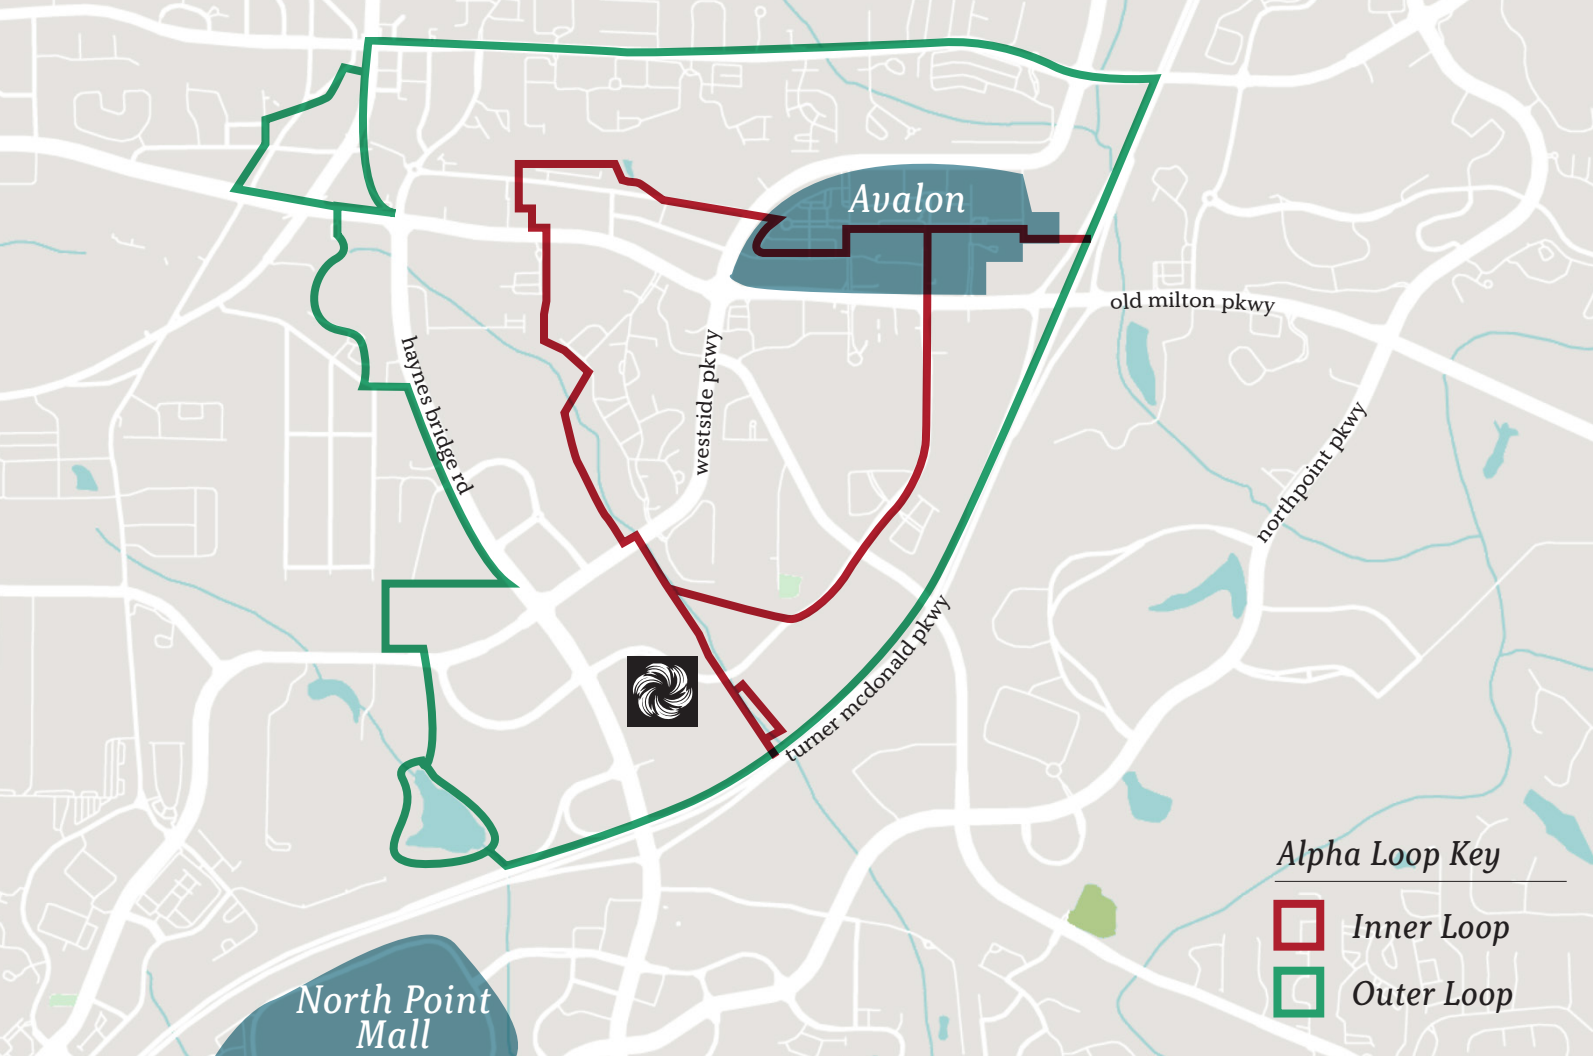 Avalon
old milton pkwy
haynes bridge rd
westside pkwy
northpoint pkwy
turner mcdonald pkwy
Alpha Loop Key
Inner Loop
Outer Loop
North Point
Mall